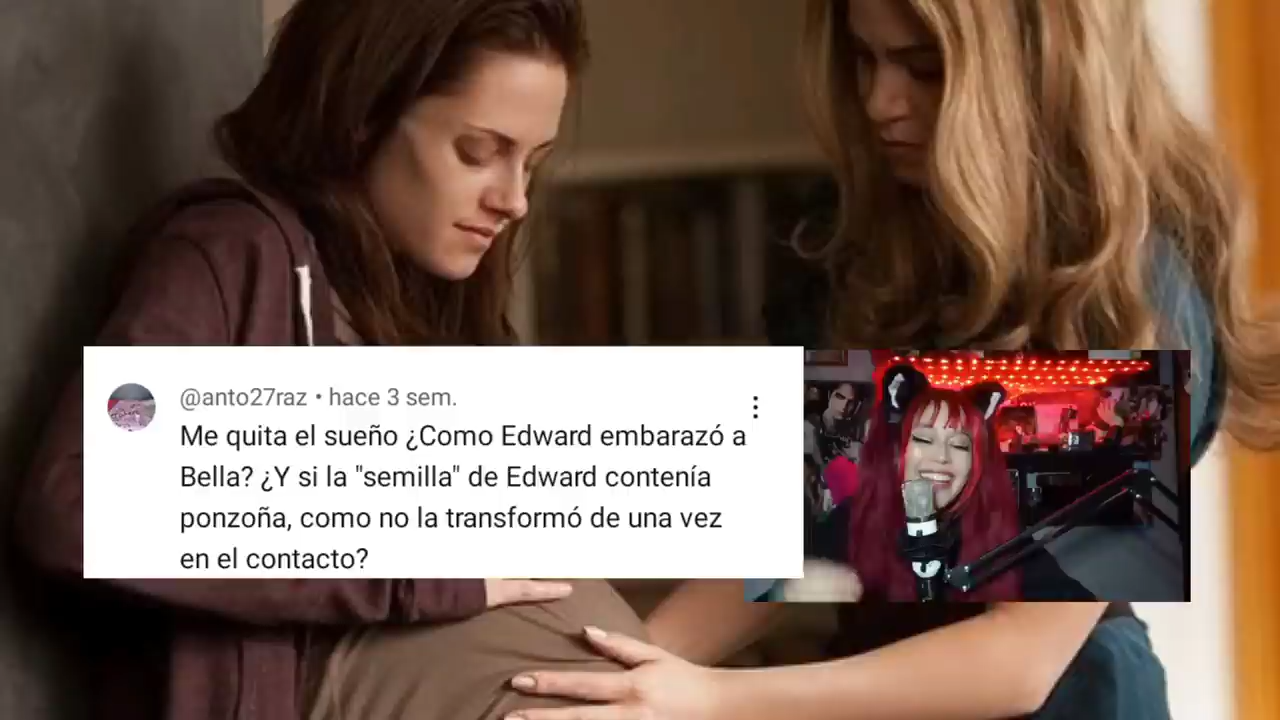 @anto27raz • hace 3 sem.
Me quita el sueño ¿Como Edward embarazó a
Bella? ¿Y si la "semilla" de Edward contenía
ponzoña, como no la transformó de una vez
en el contacto?